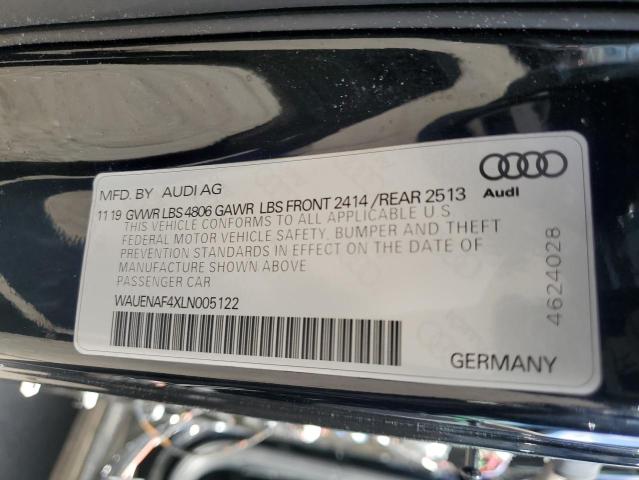 MFD. BY AUDI AG
Audi
11 19 GVWR LBS 4806 GAWR LBS FRONT 2414 /REAR 2513
THIS VEHICLE CONFORMS TO ALL APPLICABLE U S
FEDERAL MOTOR VEHICLE SAFETY, BUMPER AND THEFT
PREVENTION STANDARDS IN EFFECT ON THE DATE OF
MANUFACTURE SHOWN ABOVE
PASSENGER CAR
WAUENAF4XLN005122
4624028
GERMANY